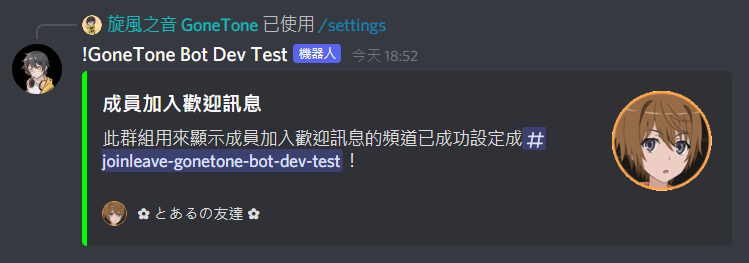 旋風之音 GoneTone 已使用 /settings
!GoneTone Bot Dev Test 機器人 今天 18:52
成員加入歡迎訊息
此群組用來顯示成員加入歡迎訊息的頻道已成功設定成#
joinleave-gonetone-bot-dev-test！
✿ とあるの友達 ✿